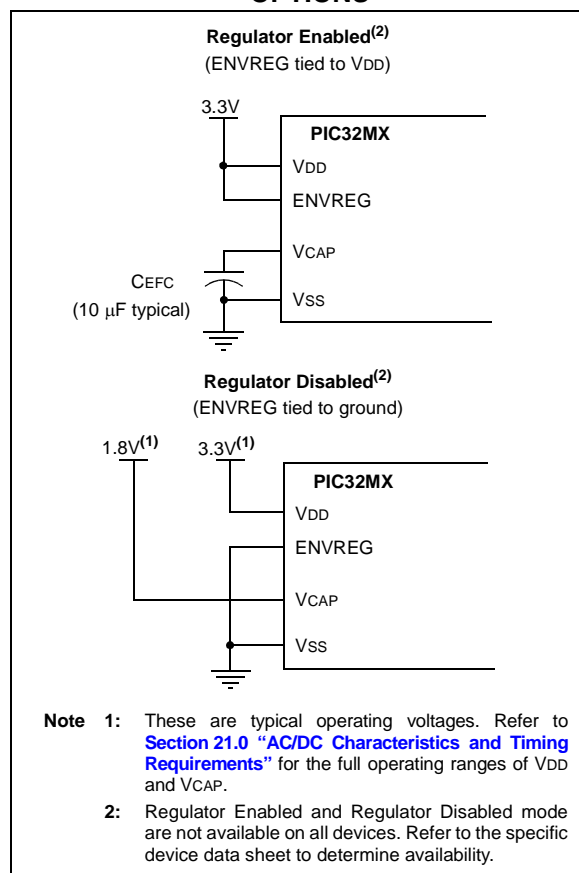 OPTIONS
Regulator Enabled(2)
(ENVREG tied to VDD)
3.3V
PIC32MX
VDD
ENVREG
VCAP
CEFC
(10 μF typical)
VSS
Regulator Disabled(2)
(ENVREG tied to ground)
1.8V(1) 3.3V(1)
PIC32MX
VDD
ENVREG
VCAP
VSS
Note 1: These are typical operating voltages. Refer to
Section 21.0 “AC/DC Characteristics and Timing
Requirements” for the full operating ranges of VDD
and VCAP.
2: Regulator Enabled and Regulator Disabled mode
are not available on all devices. Refer to the specific
device data sheet to determine availability.